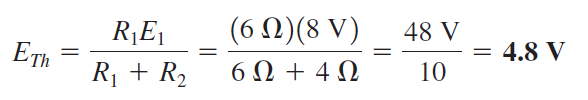 E_Th = R₁E₁ / (R₁ + R₂) = (6 Ω)(8 V) / (6 Ω + 4 Ω) = 48 V / 10 = 4.8 V